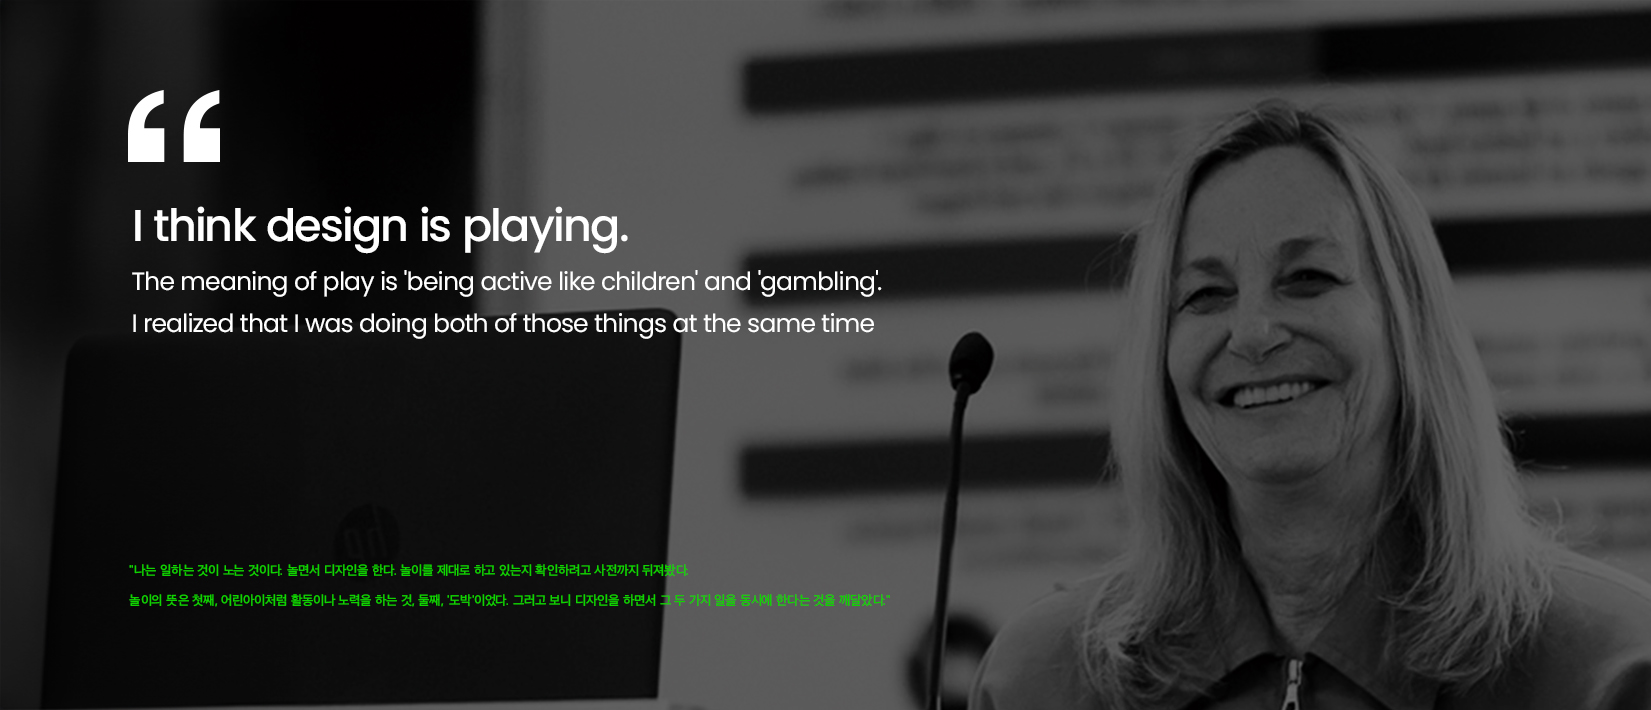 “
I think design is playing.
The meaning of play is 'being active like children' and 'gambling'.
I realized that I was doing both of those things at the same time
hp
"나는 일하는 것이 노는 것이다. 놀면서 디자인을 한다. 놀이를 제대로 하고 있는지 확인하려고 사전까지 뒤져봤다.
놀이의 뜻은 첫째, 어린아이처럼 활동이나 노력을 하는 것, 둘째, '도박'이었다. 그러고 보니 디자인을 하면서 그 두 가지 일을 동시에 한다는 것을 깨달았다."